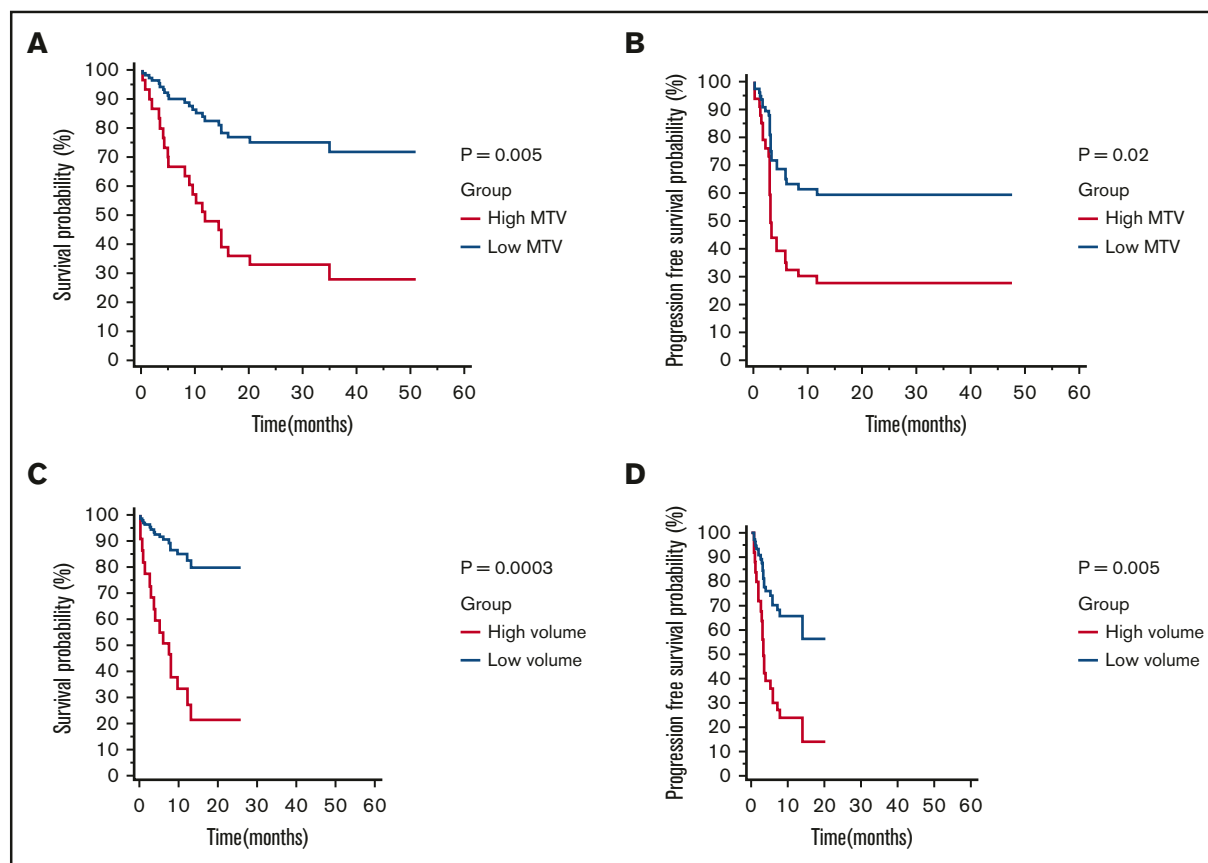 A
Survival probability (%)
100
90
80
70
60
50
40
30
20
10
0
0 10 20 30 40 50 60
Time(months)
P = 0.005
Group
High MTV
Low MTV
B
Progression free survival probability (%)
100
90
80
70
60
50
40
30
20
10
0
0 10 20 30 40 50 60
Time(months)
P = 0.02
Group
High MTV
Low MTV
C
Survival probability (%)
100
90
80
70
60
50
40
30
20
10
0
0 10 20 30 40 50 60
Time(months)
P = 0.0003
Group
High volume
Low volume
D
Progression free survival probability (%)
100
90
80
70
60
50
40
30
20
10
0
0 10 20 30 40 50 60
Time(months)
P = 0.005
Group
High volume
Low volume